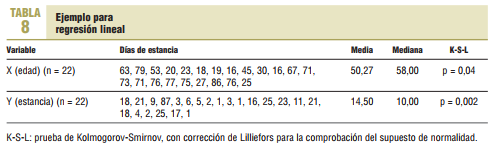 TABLA
8
Ejemplo para
regresión lineal
Variable Días de estancia Media Mediana K-S-L
X (edad) (n = 22) 63, 79, 53, 20, 23, 18, 19, 16, 45, 30, 16, 67, 71, 50,27 58,00 p = 0,04
73, 71, 76, 77, 75, 27, 86, 76, 25
Y (estancia) (n = 22) 18, 21, 9, 87, 3, 6, 5, 2, 1, 3, 1, 16, 25, 23, 11, 21, 14,50 10,00 p = 0,002
18, 4, 2, 25, 17, 1
K-S-L: prueba de Kolmogorov-Smirnov, con corrección de Lilliefors para la comprobación del supuesto de normalidad.